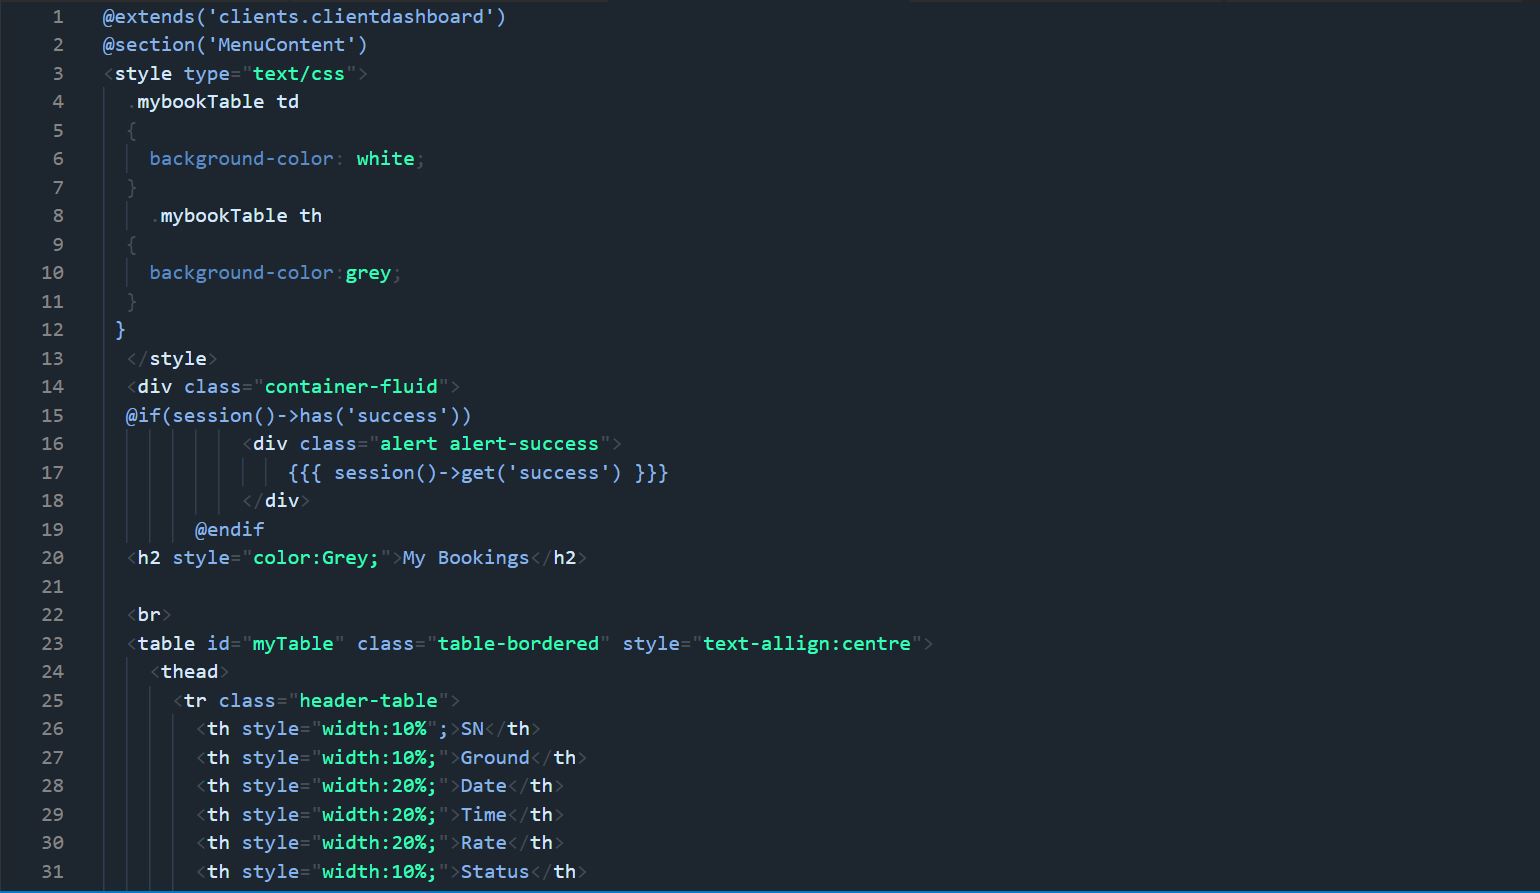 1 @extends('clients.clientdashboard')
2 @section('MenuContent')
3 <style type="text/css">
4 .mybookTable td
5 {
6 background-color: white;
7 }
8 .mybookTable th
9 {
10 background-color:grey;
11 }
12 }
13 </style>
14 <div class="container-fluid">
15 @if(session()->has('success'))
16 <div class="alert alert-success">
17 {{{ session()->get('success') }}}
18 </div>
19 @endif
20 <h2 style="color:Grey;">My Bookings</h2>
21
22 <br>
23 <table id="myTable" class="table-bordered" style="text-allign:centre">
24 <thead>
25 <tr class="header-table">
26 <th style="width:10%";>SN</th>
27 <th style="width:10%;">Ground</th>
28 <th style="width:20%;">Date</th>
29 <th style="width:20%;">Time</th>
30 <th style="width:20%;">Rate</th>
31 <th style="width:10%;">Status</th>